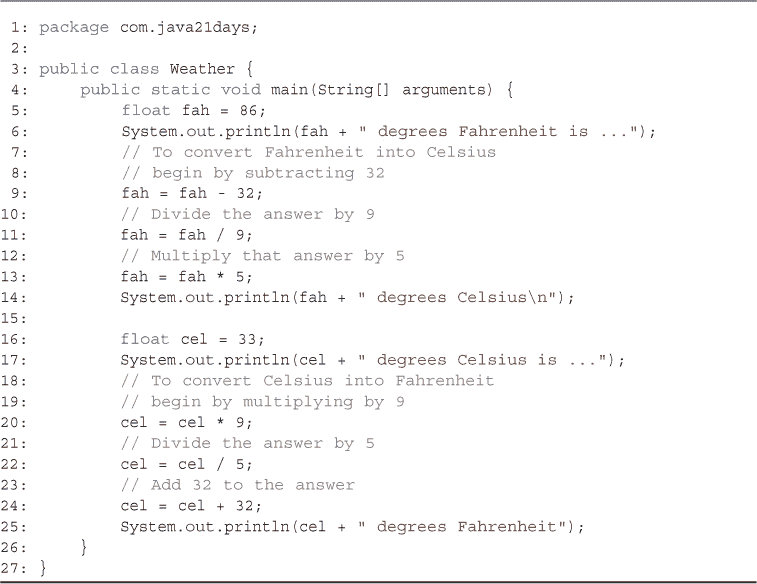 1: package com.java21days;
2:
3: public class Weather {
4:     public static void main(String[] arguments) {
5:         float fah = 86;
6:         System.out.println(fah + " degrees Fahrenheit is ...");
7:         // To convert Fahrenheit into Celsius
8:         // begin by subtracting 32
9:         fah = fah - 32;
10:         // Divide the answer by 9
11:         fah = fah / 9;
12:         // Multiply that answer by 5
13:         fah = fah * 5;
14:         System.out.println(fah + " degrees Celsius\n");
15:
16:         float cel = 33;
17:         System.out.println(cel + " degrees Celsius is ...");
18:         // To convert Celsius into Fahrenheit
19:         // begin by multiplying by 9
20:         cel = cel * 9;
21:         // Divide the answer by 5
22:         cel = cel / 5;
23:         // Add 32 to the answer
24:         cel = cel + 32;
25:         System.out.println(cel + " degrees Fahrenheit");
26:     }
27: }